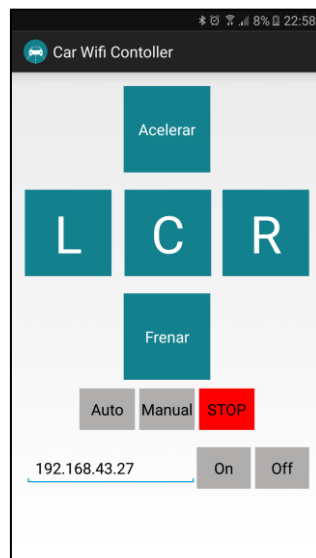 8% 22:58
Car Wifi Contoller
Acelerar
L C R
Frenar
Auto Manual STOP
192.168.43.27 On Off